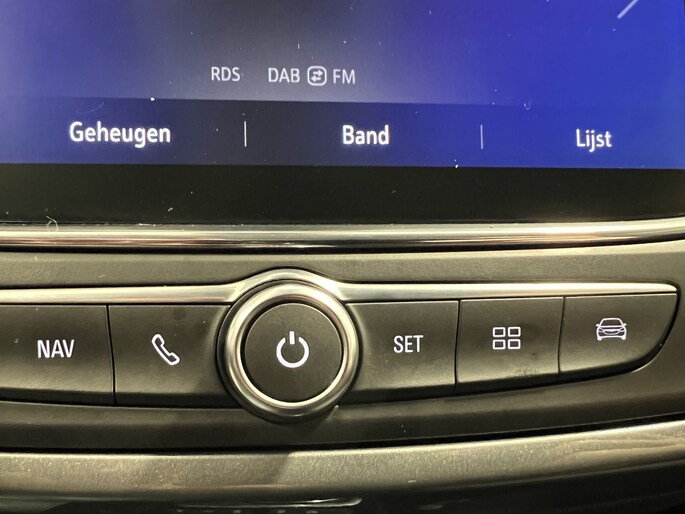 RDS DAB FM
Geheugen Band Lijst
NAV SET